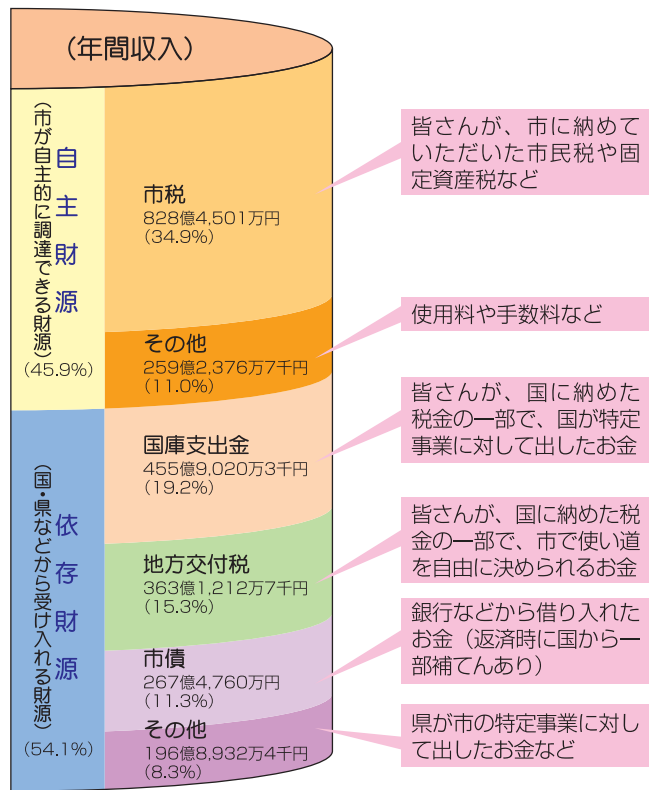 （年間収入）
自主財源
（市が自主的に調達できる財源）
（45.9%）
市税
828億4,501万円
（34.9%）
皆さんが、市に納めて
いただいた市民税や固
定資産税など
その他
259億2,376万7千円
（11.0%）
使用料や手数料など
依存財源
（国・県などから受け入れる財源）
（54.1%）
国庫支出金
455億9,020万3千円
（19.2%）
皆さんが、国に納めた
税金の一部で、国が特定
事業に対して出したお金
地方交付税
363億1,212万7千円
（15.3%）
皆さんが、国に納めた税
金の一部で、市で使い道
を自由に決められるお金
市債
267億4,760万円
（11.3%）
銀行などから借り入れた
お金（返済時に国から一
部補てんあり）
その他
196億8,932万4千円
（8.3%）
県が市の特定事業に対し
て出したお金など